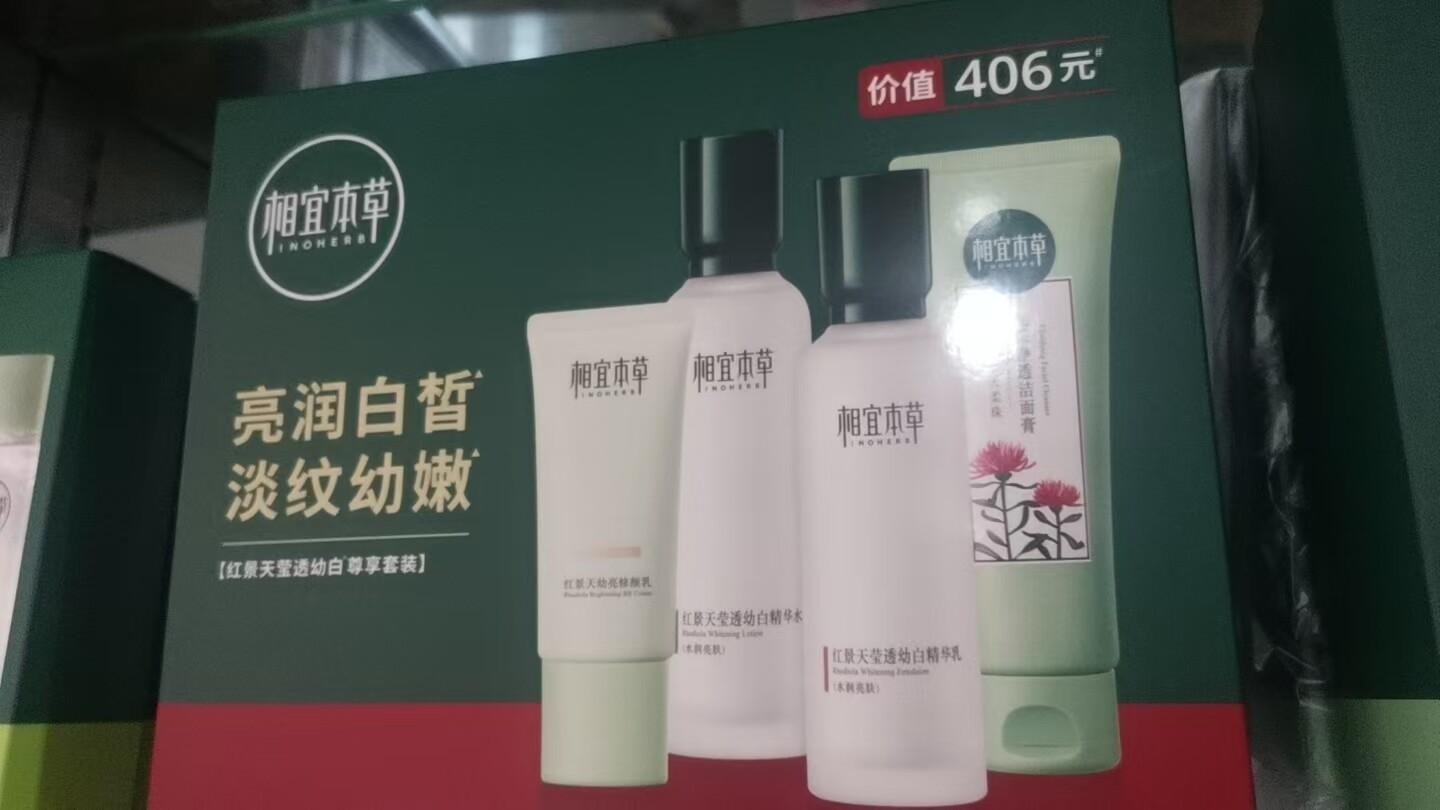 价值 406元#
相宜本草
INOHERB
亮润白皙▲
淡纹幼嫩▲
【红景天莹透幼白*尊享套装】
相宜本草
INOHERB
红景天幼亮修颜乳
Rhodiola Brightening BB Cream
相宜本草
INOHERB
红景天莹透幼白精华水
Rhodiola Whitening Lotion
(水润亮肤)
相宜本草
INOHERB
红景天莹透幼白精华乳
Rhodiola Whitening Emulsion
(水润亮肤)
相宜本草
INOHERB
净透洁面膏
Facial Cleanser